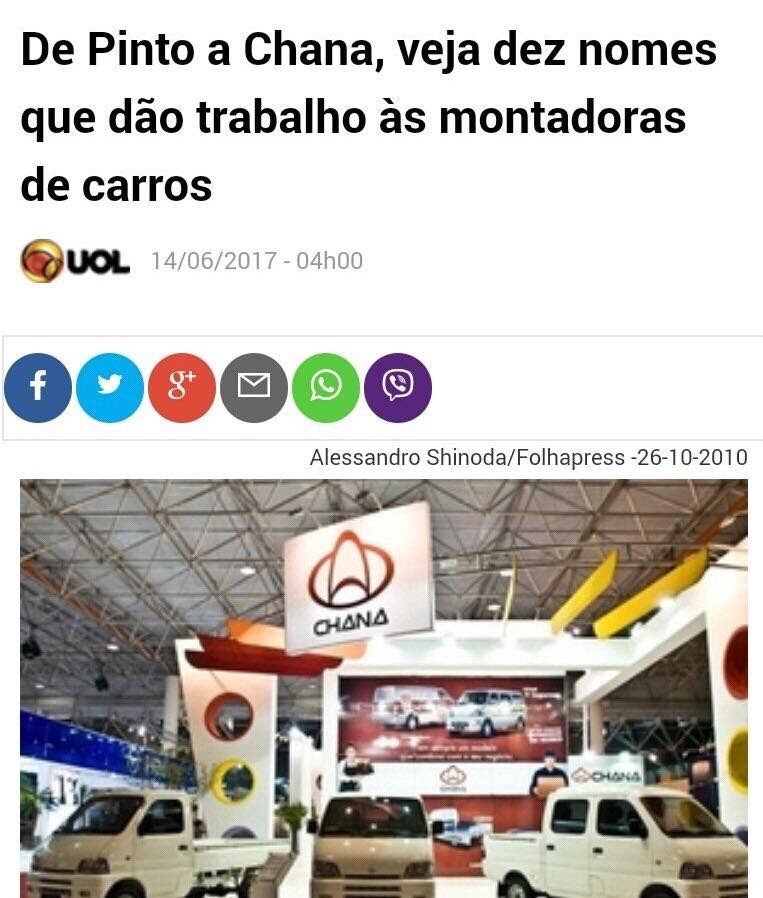 De Pinto a Chana, veja dez nomes
que dão trabalho às montadoras
de carros
UOL 14/06/2017 - 04h00
f g+
Alessandro Shinoda/Folhapress -26-10-2010
CHANA
CHANA